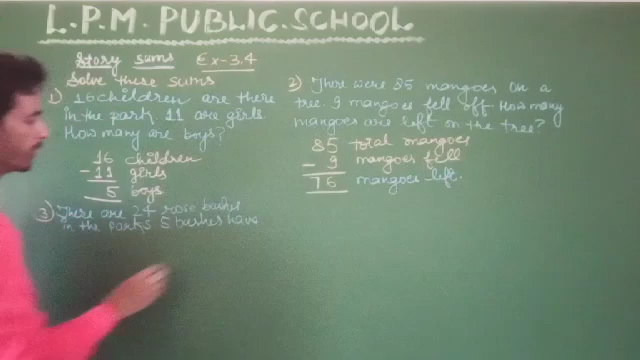 L.P.M. PUBLIC.SCHOOL
Story sums Ex-3.4
Solve these sums
1) 16 children are there
in the park 11 are girls.
How many are boys?
16 children
- 11 girls
5 boys
2) There were 35 mangoes on a
tree. 9 mangoes fell off. How many
mangoes are left on the tree?
85 total mangoes
- 9 mangoes fell
76 mangoes left.
3) There are 24 rose bushes
in the park 5 bushes have